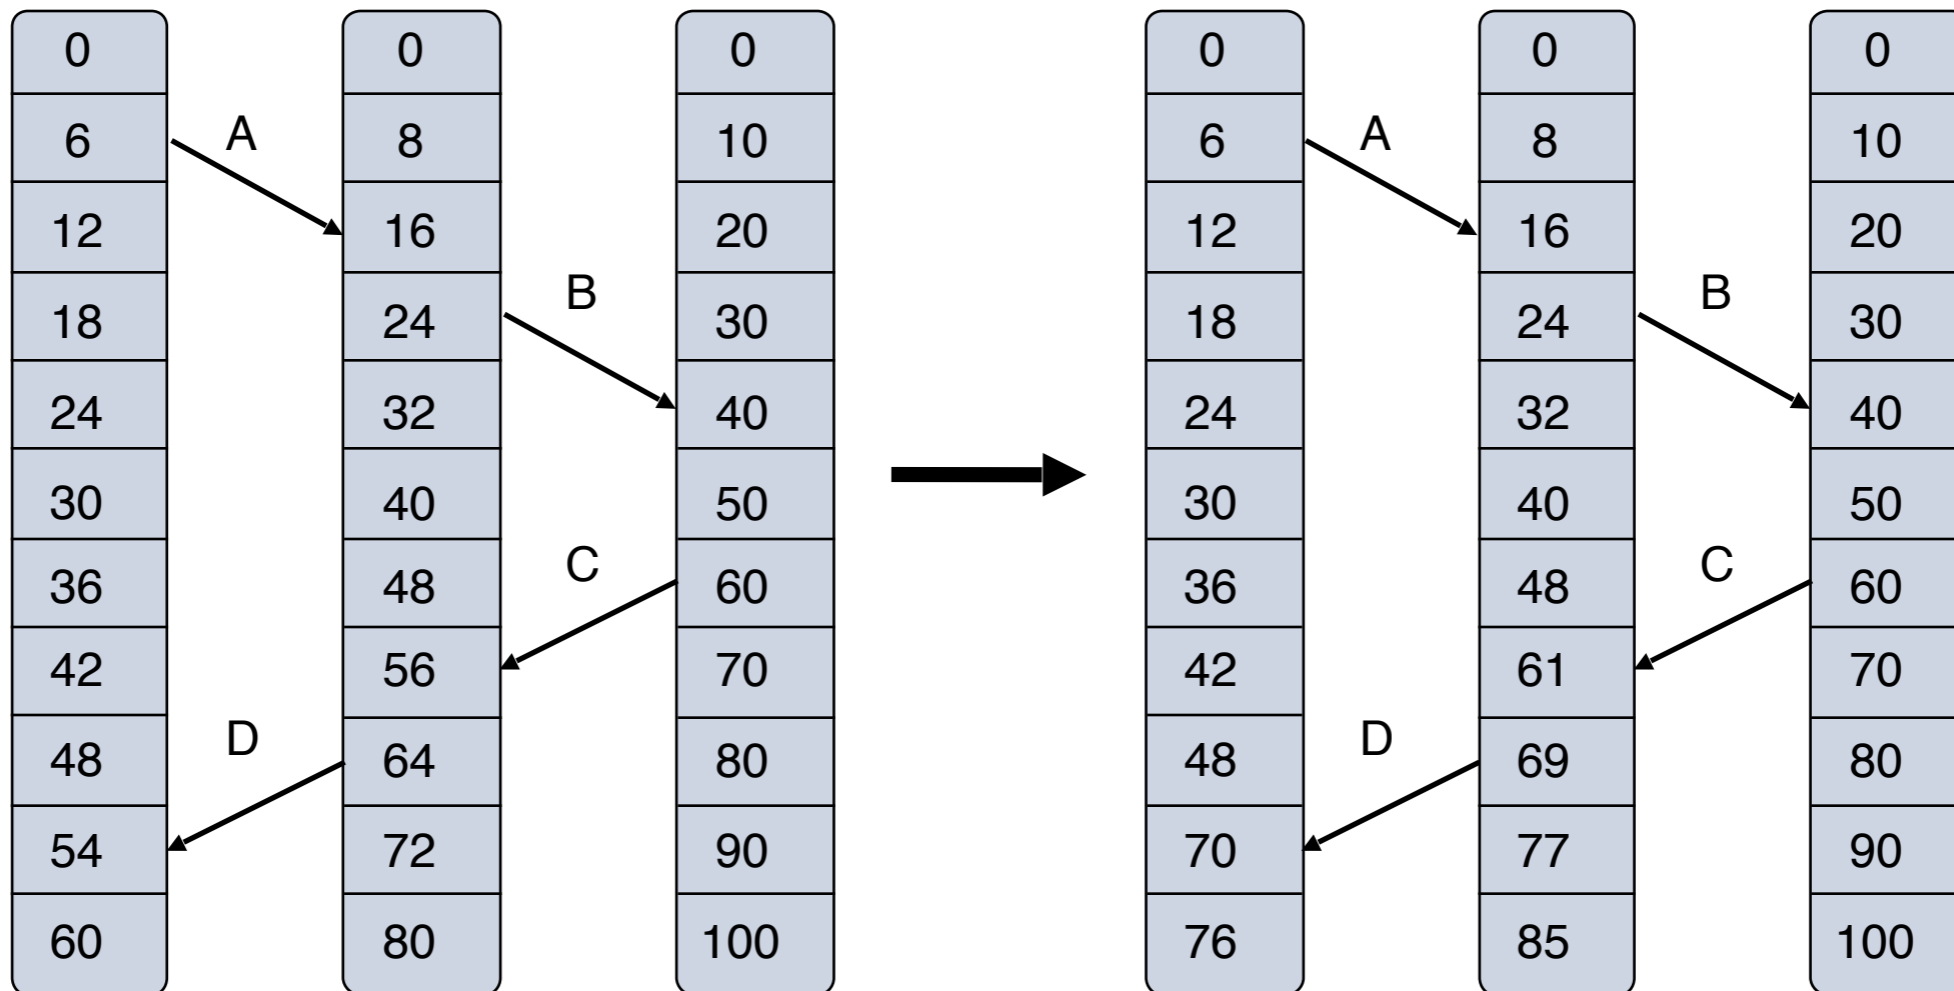 0 0 0 0 0 0
6 A 8 10 6 A 8 10
12 16 20 12 16 20
18 24 B 30 18 24 B 30
24 32 40 24 32 40
30 40 50 30 40 50
36 48 C 60 36 48 C 60
42 56 70 42 61 70
48 D 64 80 48 D 69 80
54 72 90 70 77 90
60 80 100 76 85 100